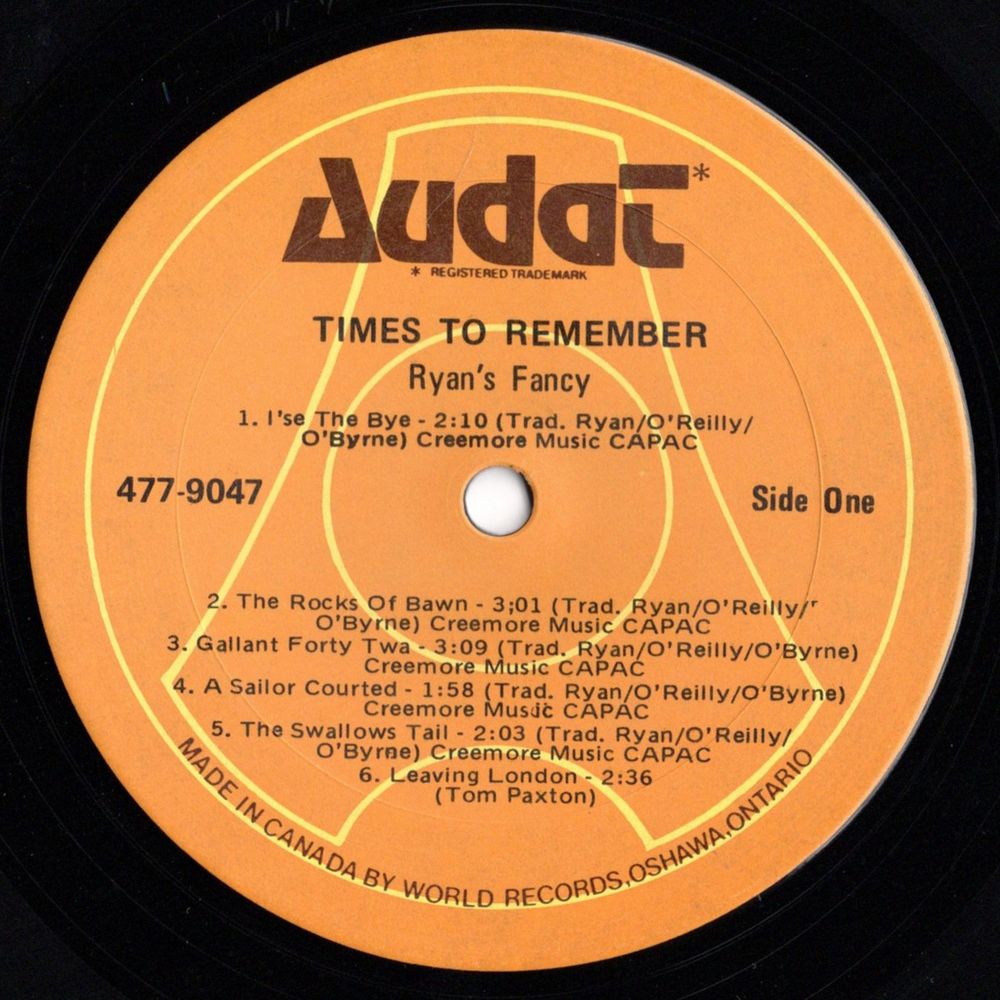 Audat*
* REGISTERED TRADEMARK
TIMES TO REMEMBER
Ryan's Fancy
1. I'se The Bye - 2:10 (Trad. Ryan/O'Reilly/
O'Byrne) Creemore Music CAPAC
477-9047
Side One
2. The Rocks Of Bawn - 3;01 (Trad. Ryan/O'Reilly/
O'Byrne) Creemore Music CAPAC
3. Gallant Forty Twa - 3:09 (Trad. Ryan/O'Reilly/O'Byrne)
Creemore Music CAPAC
4. A Sailor Courted - 1:58 (Trad. Ryan/O'Reilly/O'Byrne)
Creemore Music CAPAC
5. The Swallows Tail - 2:03 (Trad. Ryan/O'Reilly/
O'Byrne) Creemore Music CAPAC
6. Leaving London - 2:36
(Tom Paxton)
MADE IN CANADA BY WORLD RECORDS, OSHAWA, ONTARIO